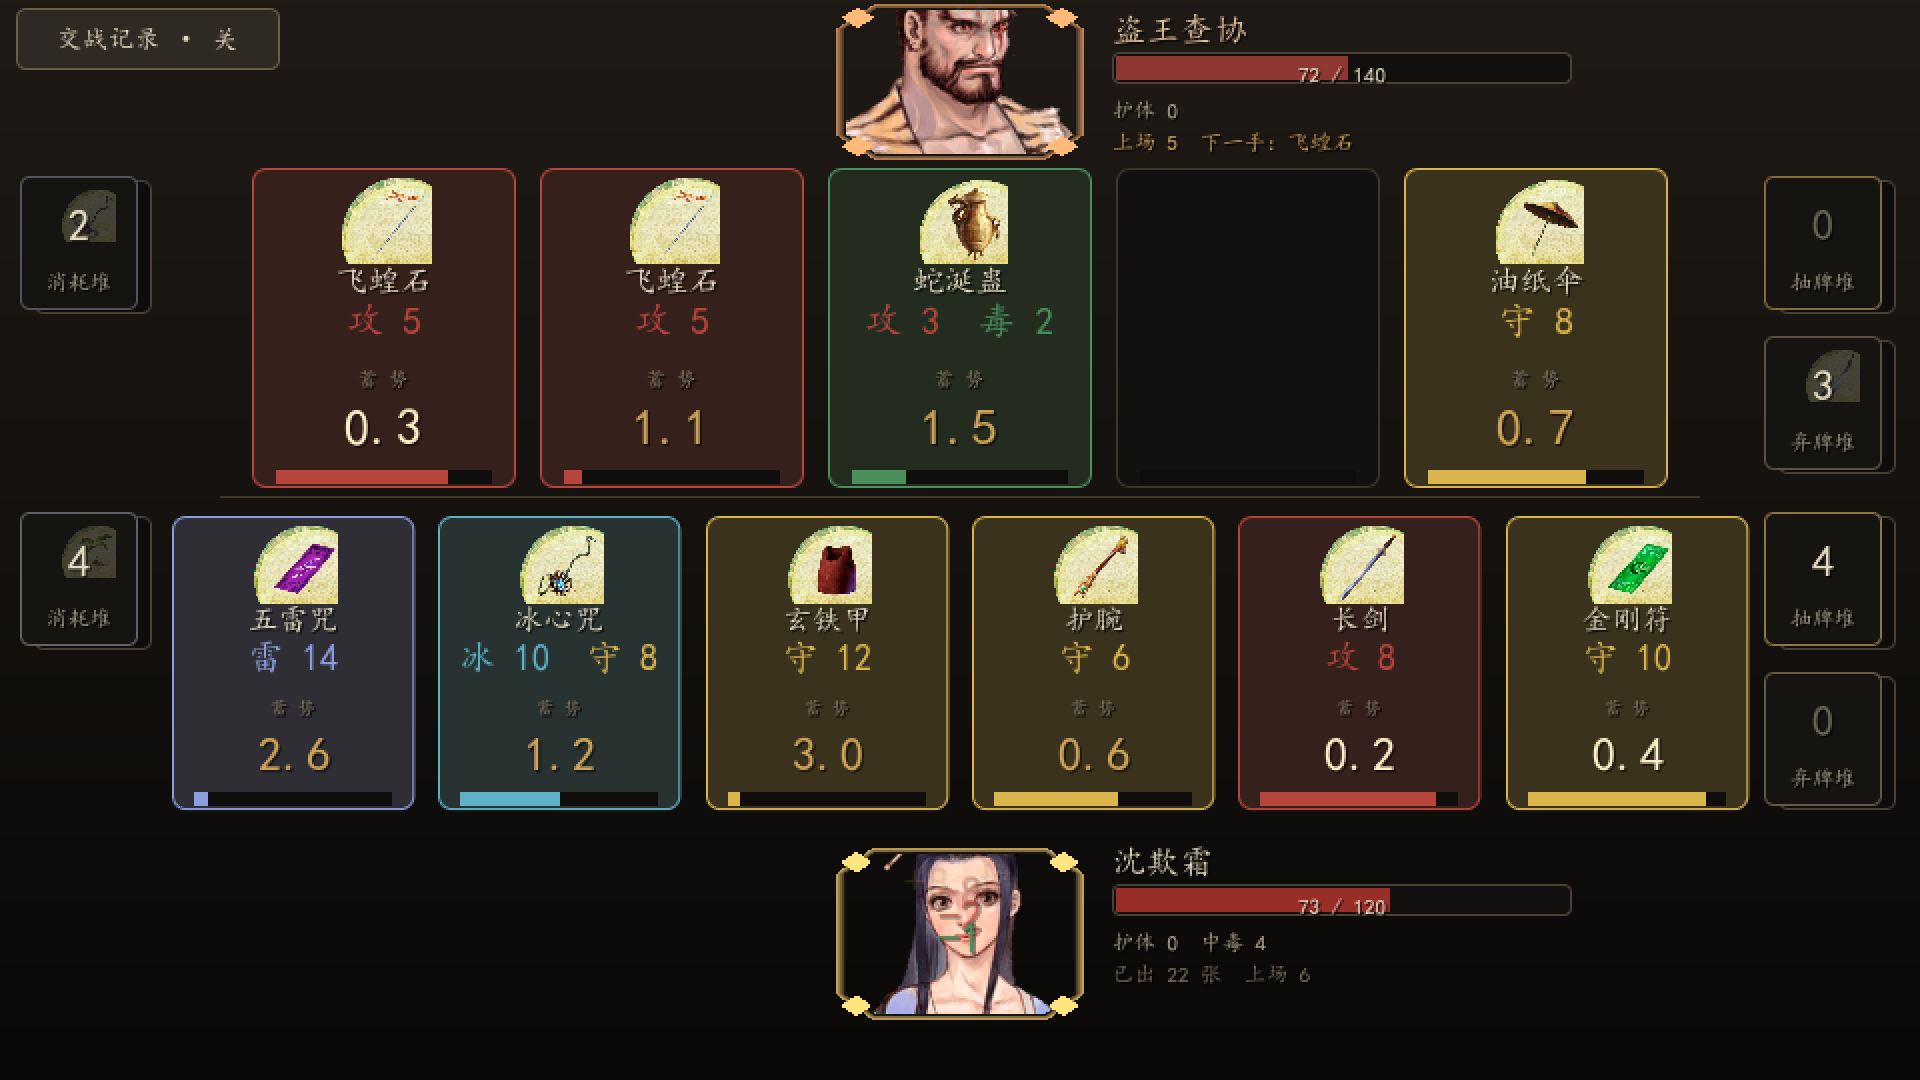 交战记录 · 关
盗王查协
72 / 140
护体 0
上场 5 下一手: 飞蝗石
2
消耗堆
飞蝗石
攻 5
蓄势
0.3
飞蝗石
攻 5
蓄势
1.1
蛇涎蛊
攻 3 毒 2
蓄势
1.5
油纸伞
守 8
蓄势
0.7
0
抽牌堆
3
弃牌堆
4
消耗堆
五雷咒
雷 14
蓄势
2.6
冰心咒
冰 10 守 8
蓄势
1.2
玄铁甲
守 12
蓄势
3.0
护腕
守 6
蓄势
0.6
长剑
攻 8
蓄势
0.2
金刚符
守 10
蓄势
0.4
4
抽牌堆
0
弃牌堆
沈欺霜
73 / 120
护体 0 中毒 4
已出 22 张 上场 6